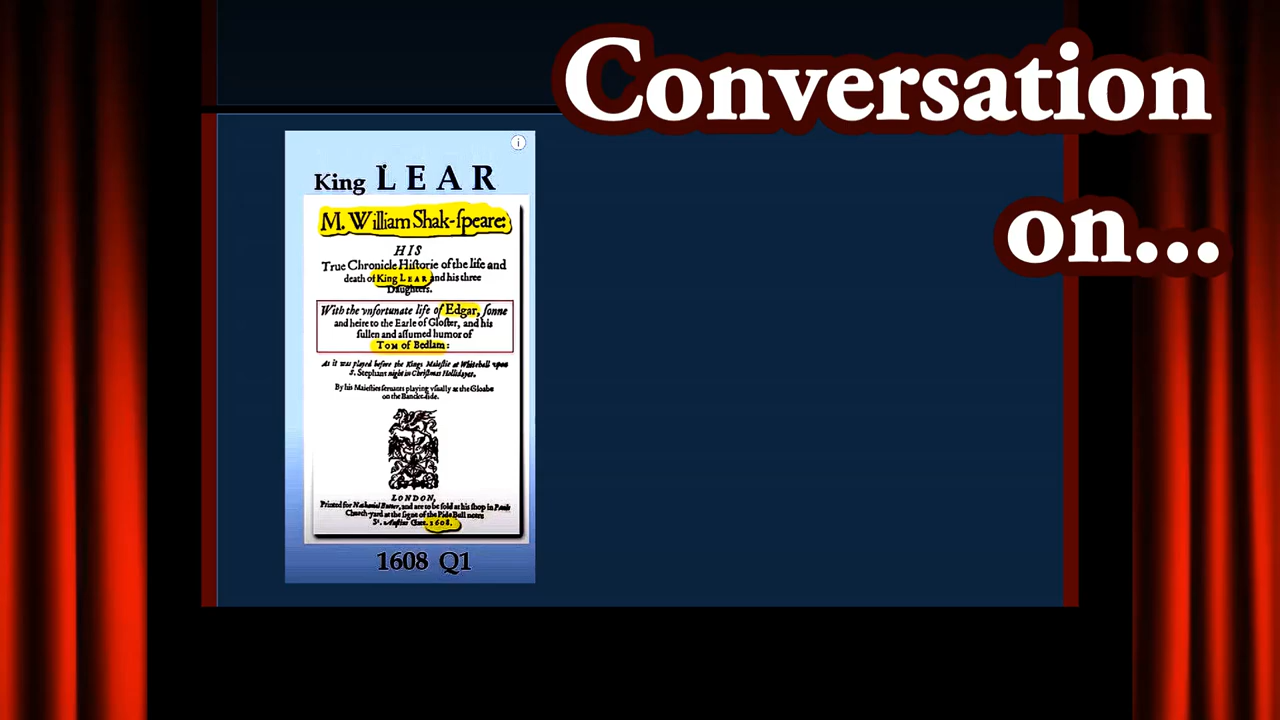 Conversation
on...
i
King LEAR
M. William Shak-ſpeare:
HIS
True Chronicle Hiſtorie of the life and
death of King LEAR and his three
Daughters.
With the vnfortunate life of Edgar, ſonne
and heire to the Earle of Gloſter, and his
ſullen and aſſumed humor of
TOM of Bedlam:
As it was played before the Kings Maieſtie at Whitehall vpon
S. Stephans night in Chriſtmas Hollidayes.
By his Maieſties ſeruants playing vſually at the Gloabe
on the Bancke-ſide.
LONDON,
Printed for Nathaniel Butter, and are to be ſold at his ſhop in Pauls
Church-yard at the ſigne of the Pide Bull neere
St. Auſtins Gate. 1608.
1608 Q1